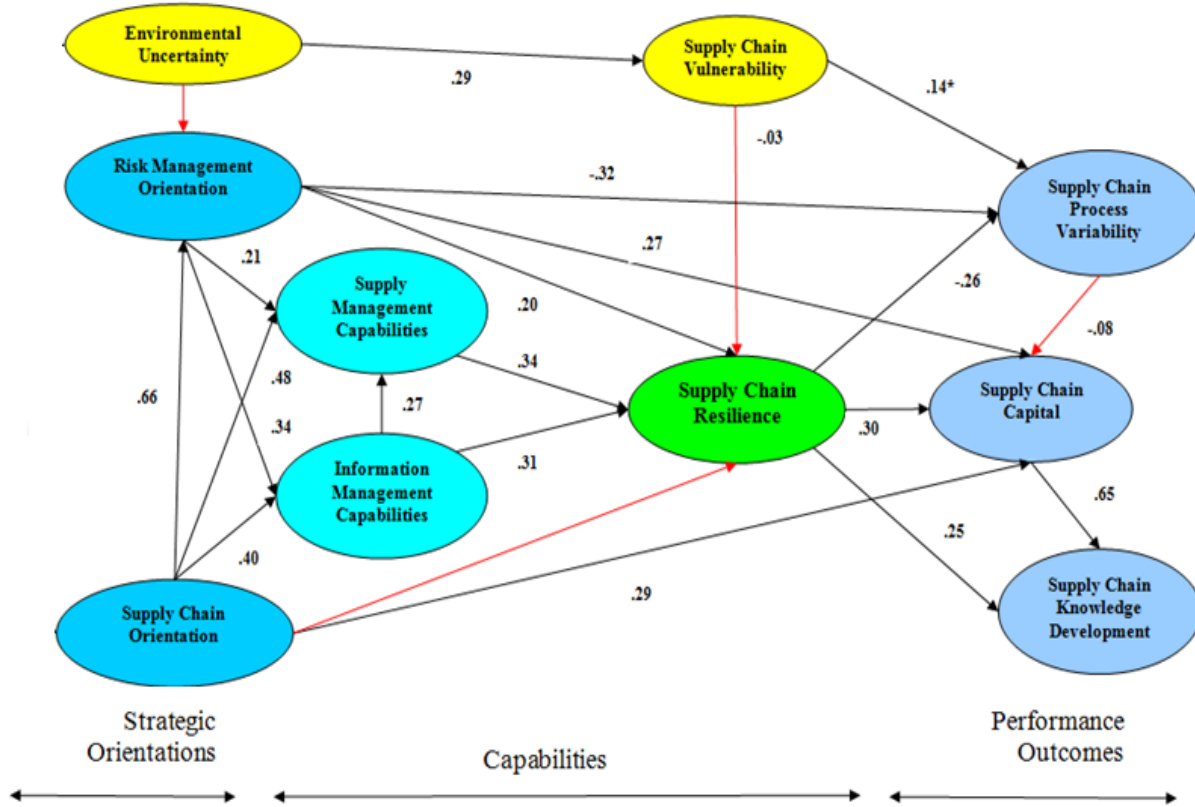 Environmental
Uncertainty
Supply Chain
Vulnerability
.29
.14*
-.03
Risk Management
Orientation
-.32
Supply Chain
Process
Variability
.21
.27
Supply
Management
Capabilities
.20
-.26
-.08
.34
.66
.48
.27
Supply Chain
Resilience
.30
Supply Chain
Capital
.34
.31
Information
Management
Capabilities
.65
.40
.25
.29
Supply Chain
Orientation
Supply Chain
Knowledge
Development
Strategic
Orientations
Capabilities
Performance
Outcomes